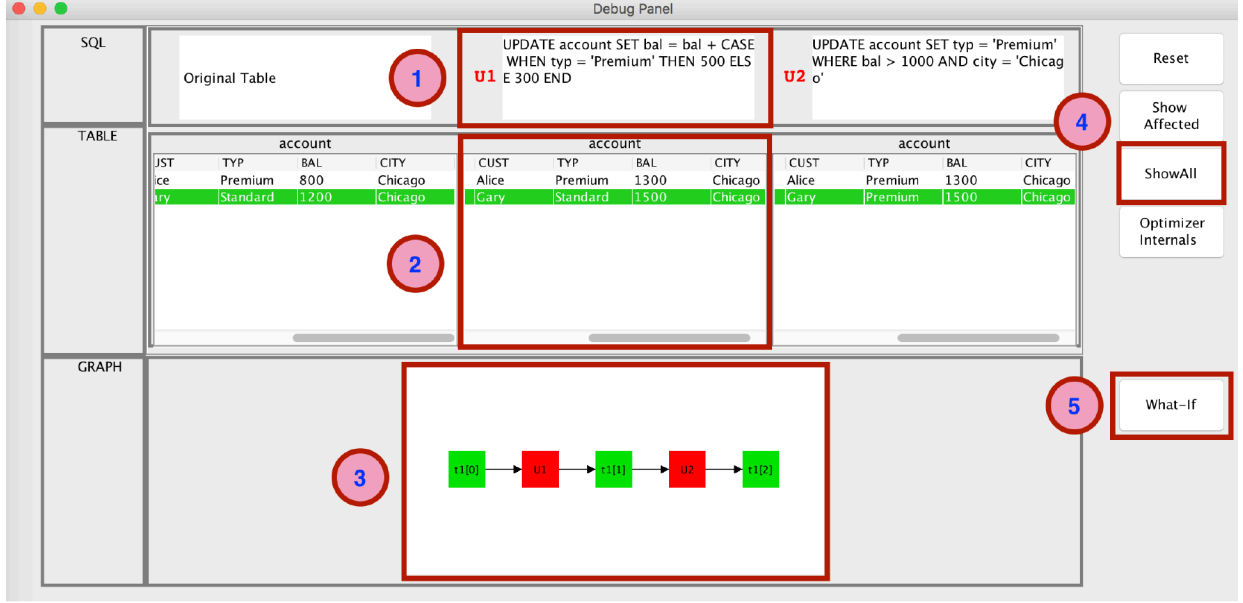 Debug Panel
SQL
Original Table
1
U1
UPDATE account SET bal = bal + CASE
WHEN typ = 'Premium' THEN 500 ELS
E 300 END
U2
UPDATE account SET typ = 'Premium'
WHERE bal > 1000 AND city = 'Chicag
o'
Reset
4
Show
Affected
ShowAll
Optimizer
Internals
TABLE
account
JST TYP BAL CITY
ice Premium 800 Chicago
ary Standard 1200 Chicago
2
account
CUST TYP BAL CITY
Alice Premium 1300 Chicago
Gary Standard 1500 Chicago
account
CUST TYP BAL CITY
Alice Premium 1300 Chicago
Gary Premium 1500 Chicago
GRAPH
3
t1[0] U1 t1[1] U2 t1[2]
5
What-If